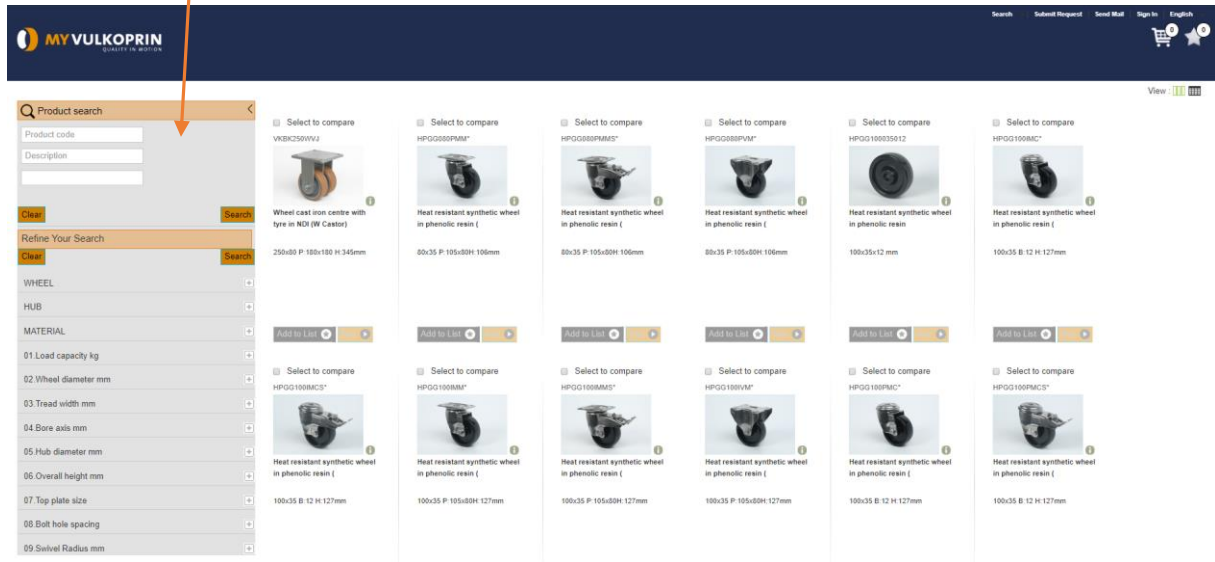 Search Submit Request Send Mail Sign In English
MYVULKOPRIN
QUALITY IN MOTION
0 0
View :
Product search
Product code
Description
Clear Search
Refine Your Search
Clear Search
WHEEL
HUB
MATERIAL
01.Load capacity kg
02.Wheel diameter mm
03.Tread width mm
04.Bore axis mm
05.Hub diameter mm
06.Overall height mm
07.Top plate size
08.Bolt hole spacing
09.Swivel Radius mm
Select to compare Select to compare Select to compare Select to compare Select to compare Select to compare
VKBK250WVJ HPGG080PMM* HPGG080PMMS* HPGG080PVM* HPGG100035012 HPGG100IMC*
Wheel cast iron centre with Heat resistant synthetic wheel Heat resistant synthetic wheel Heat resistant synthetic wheel Heat resistant synthetic wheel Heat resistant synthetic wheel
tyre in NDI (W Castor) in phenolic resin ( in phenolic resin ( in phenolic resin ( in phenolic resin in phenolic resin (
250x80 P:180x180 H:345mm 80x35 P:105x80H:106mm 80x35 P:105x80H:106mm 80x35 P:105x80H:106mm 100x35x12 mm 100x35 B:12 H:127mm
Add to List Add to List Add to List Add to List Add to List Add to List
Select to compare Select to compare Select to compare Select to compare Select to compare Select to compare
HPGG100IMCS* HPGG100IMM* HPGG100IMMS* HPGG100IVM* HPGG100PMC* HPGG100PMCS*
Heat resistant synthetic wheel Heat resistant synthetic wheel Heat resistant synthetic wheel Heat resistant synthetic wheel Heat resistant synthetic wheel Heat resistant synthetic wheel
in phenolic resin ( in phenolic resin ( in phenolic resin ( in phenolic resin ( in phenolic resin ( in phenolic resin (
100x35 B:12 H:127mm 100x35 P:105x80H:127mm 100x35 P:105x80H:127mm 100x35 P:105x80H:127mm 100x35 B:12 H:127mm 100x35 B:12 H:127mm